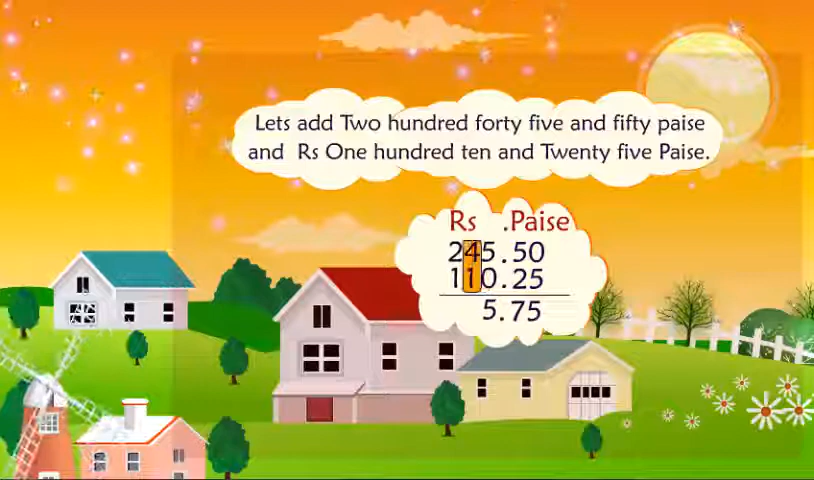 Lets add Two hundred forty five and fifty paise
and Rs One hundred ten and Twenty five Paise.
Rs .Paise
245.50
110.25
5.75